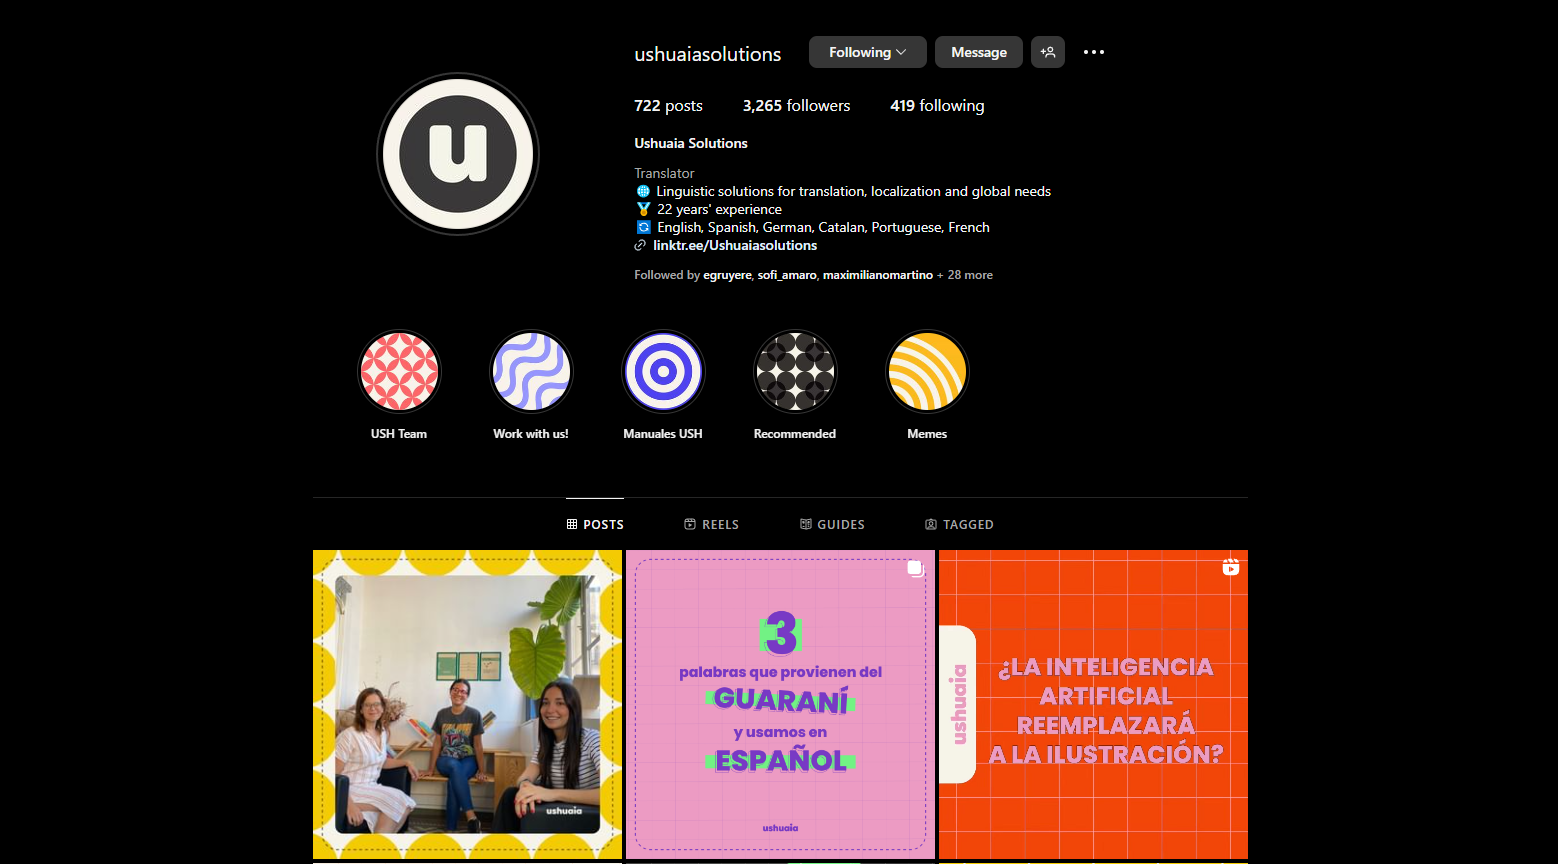 ushuaiasolutions
Following
Message
722 posts
3,265 followers
419 following
Ushuaia Solutions
Translator
Linguistic solutions for translation, localization and global needs
22 years' experience
English, Spanish, German, Catalan, Portuguese, French
linktr.ee/Ushuaiasolutions
Followed by egruyere, sofi_amaro, maximilianomartino + 28 more
u
USH Team
Work with us!
Manuales USH
Recommended
Memes
POSTS
REELS
GUIDES
TAGGED
ushuaia
3
palabras que provienen del
GUARANÍ
y usamos en
ESPAÑOL
ushuaia
ushuaia
¿LA INTELIGENCIA
ARTIFICIAL
REEMPLAZARÁ
A LA ILUSTRACIÓN?